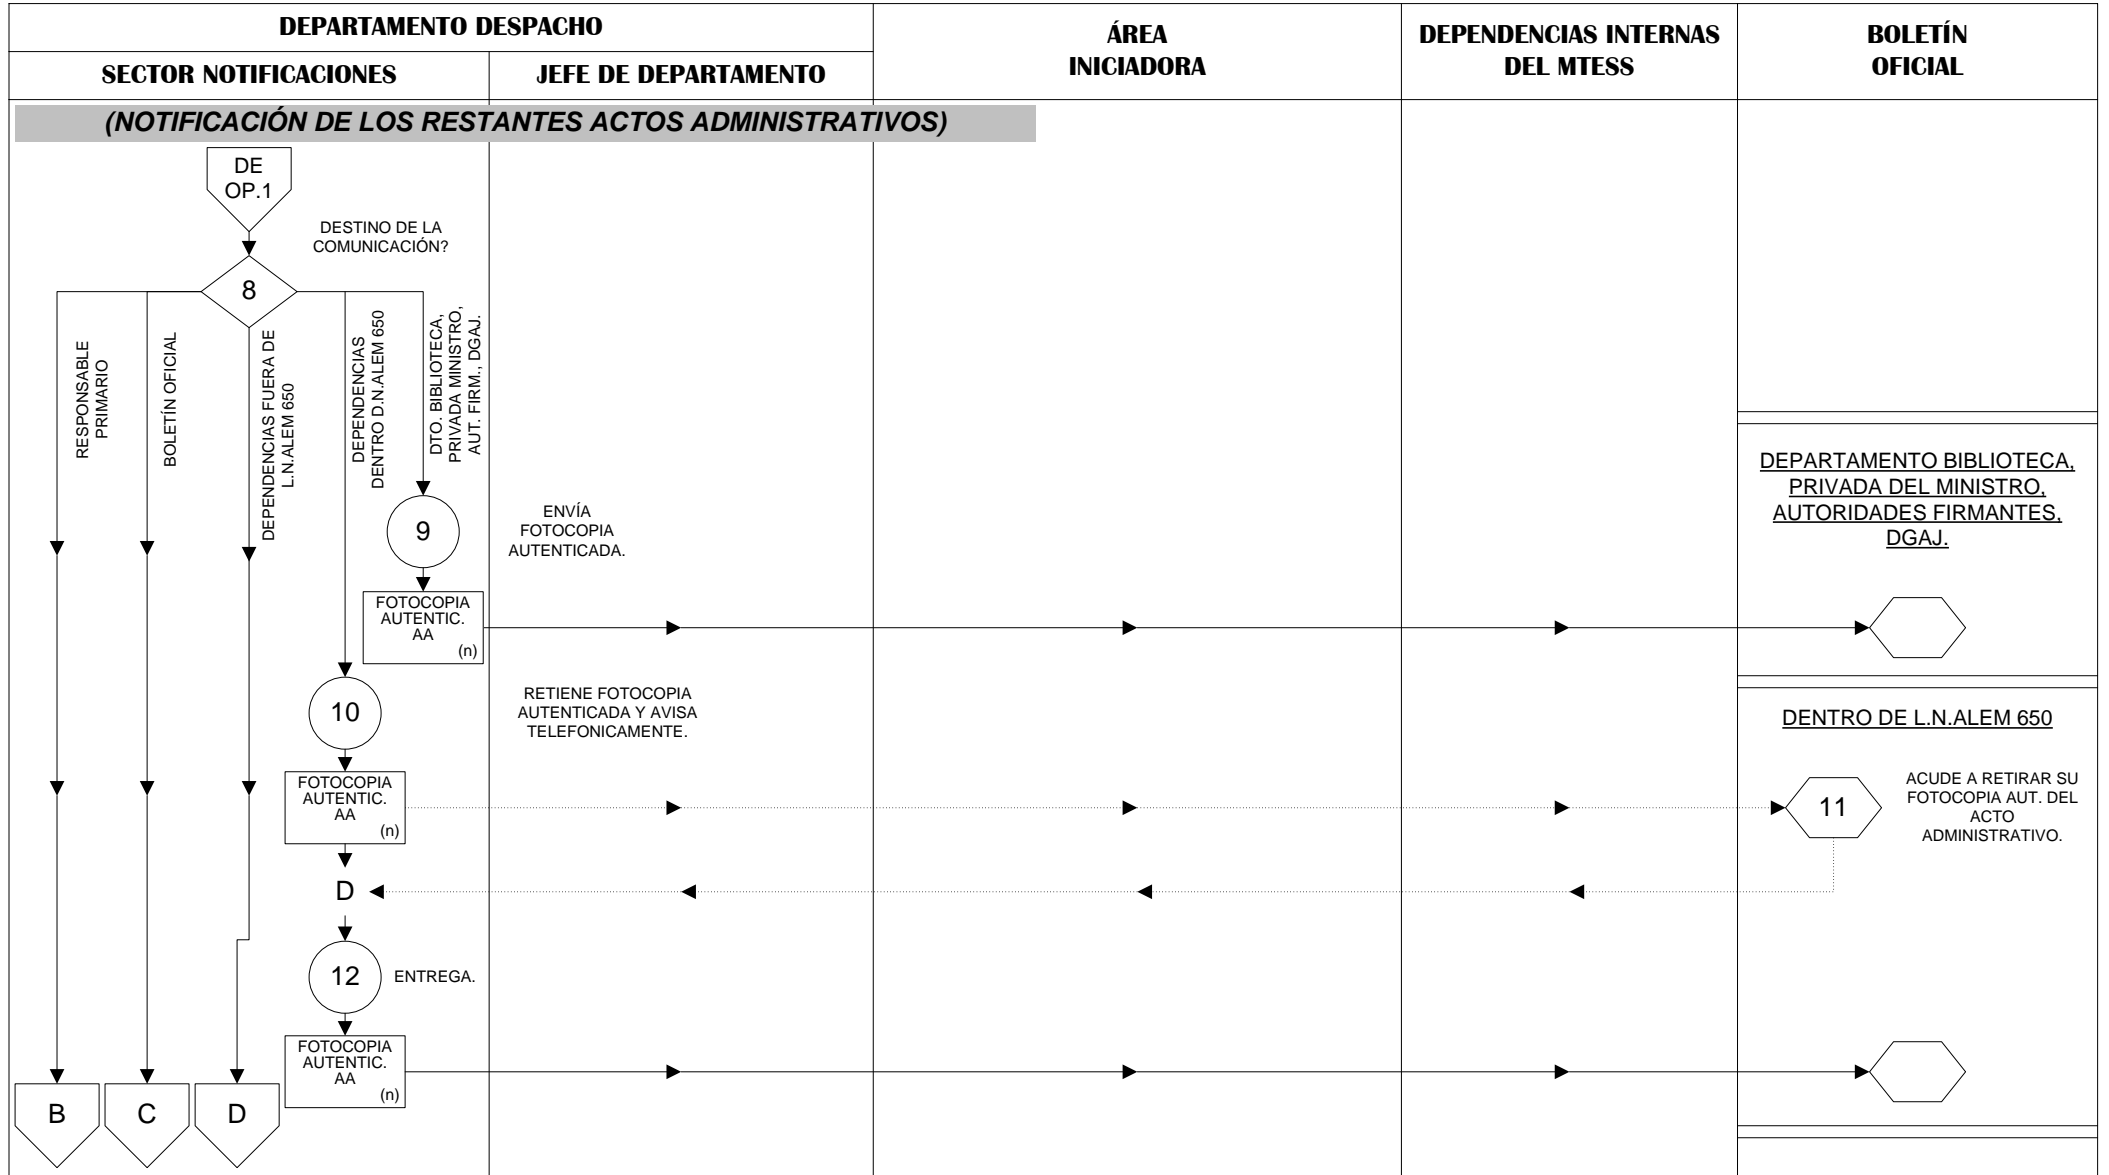 DEPARTAMENTO DESPACHO
SECTOR NOTIFICACIONES
JEFE DE DEPARTAMENTO
ÁREA
INICIADORA
DEPENDENCIAS INTERNAS
DEL MTESS
BOLETÍN
OFICIAL
(NOTIFICACIÓN DE LOS RESTANTES ACTOS ADMINISTRATIVOS)
DE
OP.1
DESTINO DE LA
COMUNICACIÓN?
8
RESPONSABLE
PRIMARIO
BOLETÍN OFICIAL
DEPENDENCIAS FUERA DE
L.N.ALEM 650
DEPENDENCIAS
DENTRO D.N.ALEM 650
DTO. BIBLIOTECA,
PRIVADA MINISTRO,
AUT. FIRM., DGAJ.
DEPARTAMENTO BIBLIOTECA,
PRIVADA DEL MINISTRO,
AUTORIDADES FIRMANTES,
DGAJ.
9
ENVÍA
FOTOCOPIA
AUTENTICADA.
FOTOCOPIA
AUTENTIC.
AA
(n)
10
RETIENE FOTOCOPIA
AUTENTICADA Y AVISA
TELEFONICAMENTE.
DENTRO DE L.N.ALEM 650
FOTOCOPIA
AUTENTIC.
AA
(n)
11
ACUDE A RETIRAR SU
FOTOCOPIA AUT. DEL
ACTO
ADMINISTRATIVO.
D
12
ENTREGA.
FOTOCOPIA
AUTENTIC.
AA
(n)
B
C
D